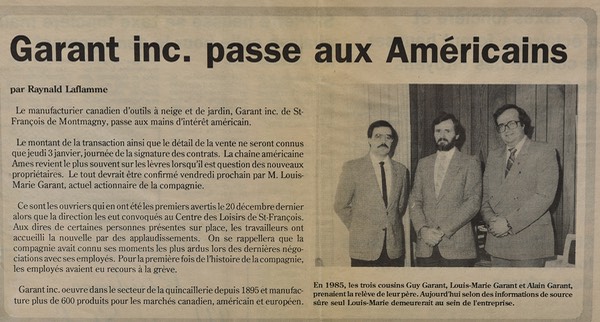 Garant inc. passe aux Américains
par Raynald Laflamme
Le manufacturier canadien d'outils à neige et de jardin, Garant inc. de St-
François de Montmagny, passe aux mains d'intérêt américain.
Le montant de la transaction ainsi que le détail de la vente ne seront connus
que jeudi 3 janvier, journée de la signature des contrats. La chaîne américaine
Ames revient le plus souvent sur les lèvres lorsqu'il est question des nouveaux
propriétaires. Le tout devrait être confirmé vendredi prochain par M. Louis-
Marie Garant, actuel actionnaire de la compagnie.
Ce sont les ouvriers qui en ont été les premiers avertis le 20 décembre dernier
alors que la direction les eut convoqués au Centre des Loisirs de St-François.
Aux dires de certaines personnes présentes sur place, les travailleurs ont
accueilli la nouvelle par des applaudissements. On se rappellera que la
compagnie avait connu ses moments les plus ardus lors des dernières négo-
ciations avec ses employés. Pour la première fois de l'histoire de la compagnie,
les employés avaient eu recours à la grève.
Garant inc. oeuvre dans le secteur de la quincaillerie depuis 1895 et manufac-
ture plus de 600 produits pour les marchés canadien, américain et européen.
En 1985, les trois cousins Guy Garant, Louis-Marie Garant et Alain Garant,
prenaient la relève de leur père. Aujourd'hui selon des informations de source
sûre seul Louis-Marie demeurerait au sein de l'entreprise.